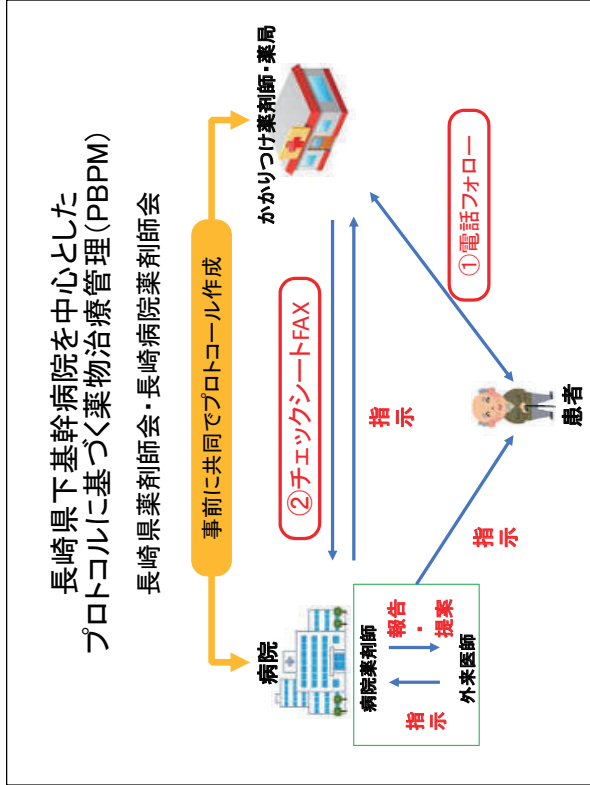 長崎県下基幹病院を中心とした
プロトコルに基づく薬物治療管理(PBPM)
長崎県薬剤師会・長崎病院薬剤師会
事前に共同でプロトコール作成
病院
かかりつけ薬剤師・薬局
②チェックシートFAX
指示
①電話フォロー
病院薬剤師
指示
報告・提案
外来医師
指示
患者